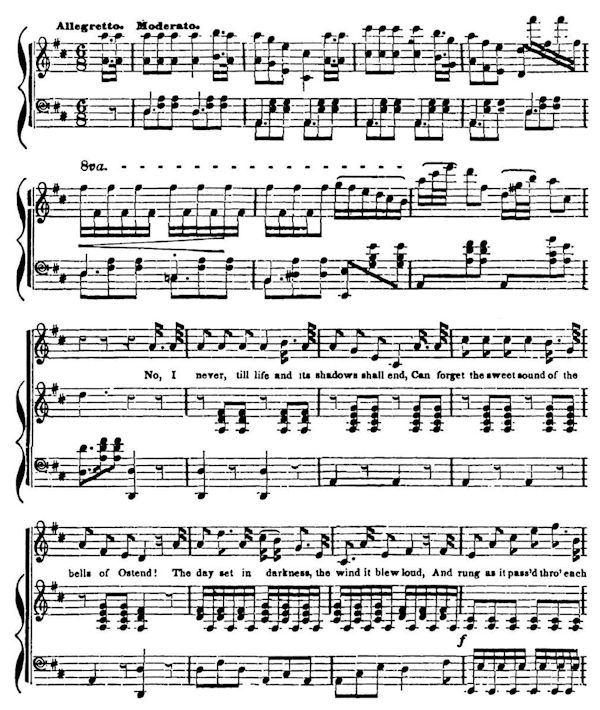 Allegretto. Moderato.
8va.
No, I never, till life and its shadows shall end, Can forget the sweet sound of the
bells of Ostend! The day set in darkness, the wind it blew loud, And rung as it pass'd thro' each
f